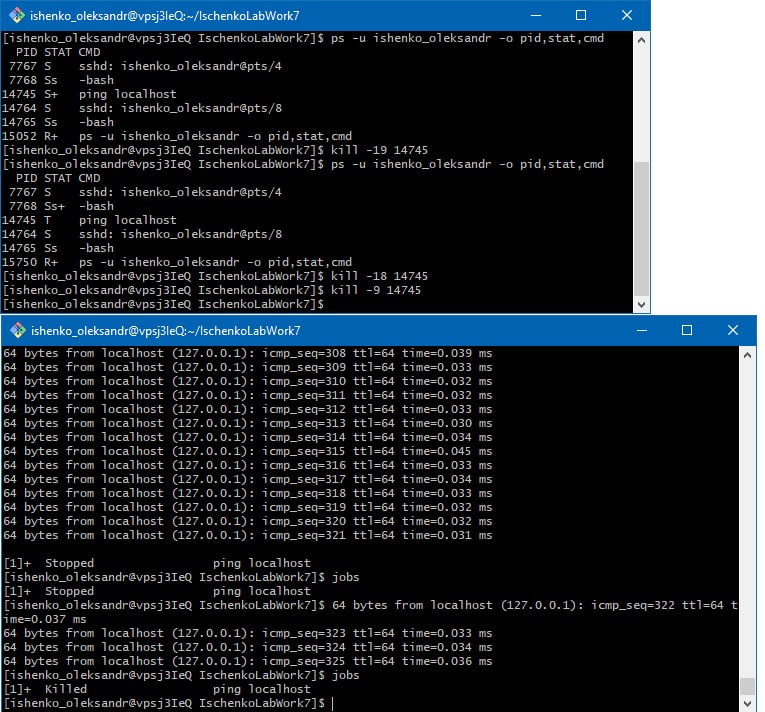 ishenko_oleksandr@vpsj3IeQ:~/IschenkoLabWork7
[ishenko_oleksandr@vpsj3IeQ IschenkoLabWork7]$ ps -u ishenko_oleksandr -o pid,stat,cmd
  PID STAT CMD
 7767 S    sshd: ishenko_oleksandr@pts/4
 7768 Ss   -bash
14745 S+   ping localhost
14764 S    sshd: ishenko_oleksandr@pts/8
14765 Ss   -bash
15052 R+   ps -u ishenko_oleksandr -o pid,stat,cmd
[ishenko_oleksandr@vpsj3IeQ IschenkoLabWork7]$ kill -19 14745
[ishenko_oleksandr@vpsj3IeQ IschenkoLabWork7]$ ps -u ishenko_oleksandr -o pid,stat,cmd
  PID STAT CMD
 7767 S    sshd: ishenko_oleksandr@pts/4
 7768 Ss+  -bash
14745 T    ping localhost
14764 S    sshd: ishenko_oleksandr@pts/8
14765 Ss   -bash
15750 R+   ps -u ishenko_oleksandr -o pid,stat,cmd
[ishenko_oleksandr@vpsj3IeQ IschenkoLabWork7]$ kill -18 14745
[ishenko_oleksandr@vpsj3IeQ IschenkoLabWork7]$ kill -9 14745
[ishenko_oleksandr@vpsj3IeQ IschenkoLabWork7]$
ishenko_oleksandr@vpsj3IeQ:~/IschenkoLabWork7
64 bytes from localhost (127.0.0.1): icmp_seq=308 ttl=64 time=0.039 ms
64 bytes from localhost (127.0.0.1): icmp_seq=309 ttl=64 time=0.033 ms
64 bytes from localhost (127.0.0.1): icmp_seq=310 ttl=64 time=0.032 ms
64 bytes from localhost (127.0.0.1): icmp_seq=311 ttl=64 time=0.032 ms
64 bytes from localhost (127.0.0.1): icmp_seq=312 ttl=64 time=0.033 ms
64 bytes from localhost (127.0.0.1): icmp_seq=313 ttl=64 time=0.030 ms
64 bytes from localhost (127.0.0.1): icmp_seq=314 ttl=64 time=0.034 ms
64 bytes from localhost (127.0.0.1): icmp_seq=315 ttl=64 time=0.045 ms
64 bytes from localhost (127.0.0.1): icmp_seq=316 ttl=64 time=0.033 ms
64 bytes from localhost (127.0.0.1): icmp_seq=317 ttl=64 time=0.034 ms
64 bytes from localhost (127.0.0.1): icmp_seq=318 ttl=64 time=0.033 ms
64 bytes from localhost (127.0.0.1): icmp_seq=319 ttl=64 time=0.032 ms
64 bytes from localhost (127.0.0.1): icmp_seq=320 ttl=64 time=0.032 ms
64 bytes from localhost (127.0.0.1): icmp_seq=321 ttl=64 time=0.031 ms
[1]+  Stopped                 ping localhost
[ishenko_oleksandr@vpsj3IeQ IschenkoLabWork7]$ jobs
[1]+  Stopped                 ping localhost
[ishenko_oleksandr@vpsj3IeQ IschenkoLabWork7]$ 64 bytes from localhost (127.0.0.1): icmp_seq=322 ttl=64 t
ime=0.037 ms
64 bytes from localhost (127.0.0.1): icmp_seq=323 ttl=64 time=0.033 ms
64 bytes from localhost (127.0.0.1): icmp_seq=324 ttl=64 time=0.034 ms
64 bytes from localhost (127.0.0.1): icmp_seq=325 ttl=64 time=0.036 ms
[ishenko_oleksandr@vpsj3IeQ IschenkoLabWork7]$ jobs
[1]+  Killed                  ping localhost
[ishenko_oleksandr@vpsj3IeQ IschenkoLabWork7]$